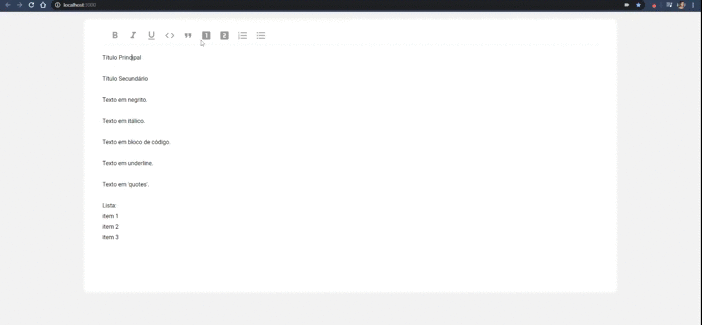 localhost:3000
B I U <> 1 2
Título Principal
Título Secundário
Texto em negrito.
Texto em itálico.
Texto em bloco de código.
Texto em underline.
Texto em 'quotes'.
Lista:
item 1
item 2
item 3